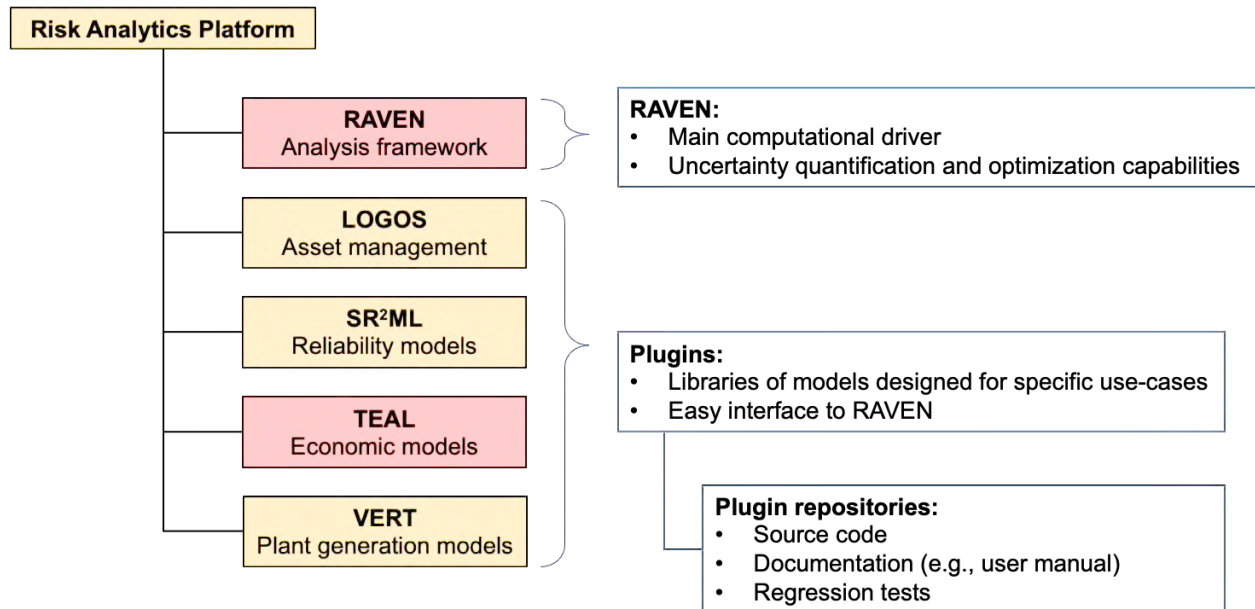 Risk Analytics Platform
RAVEN
Analysis framework
LOGOS
Asset management
SR²ML
Reliability models
TEAL
Economic models
VERT
Plant generation models
RAVEN:
• Main computational driver
• Uncertainty quantification and optimization capabilities
Plugins:
• Libraries of models designed for specific use-cases
• Easy interface to RAVEN
Plugin repositories:
• Source code
• Documentation (e.g., user manual)
• Regression tests